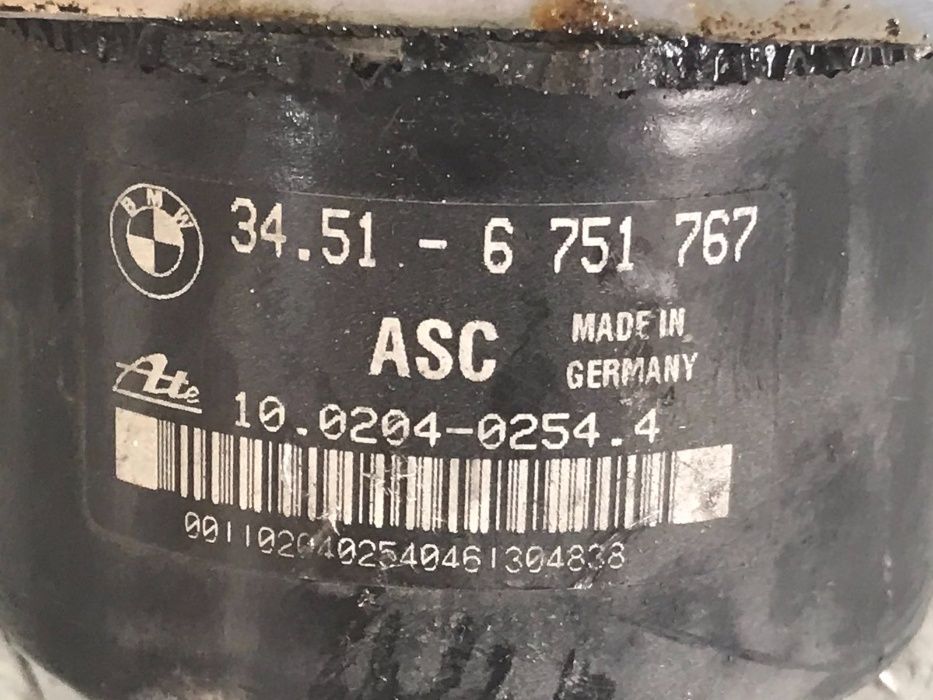 BMW
34.51 - 6 751 767
ASC
MADE IN
GERMANY
Ate
10.0204-0254.4
0011020402540461304838